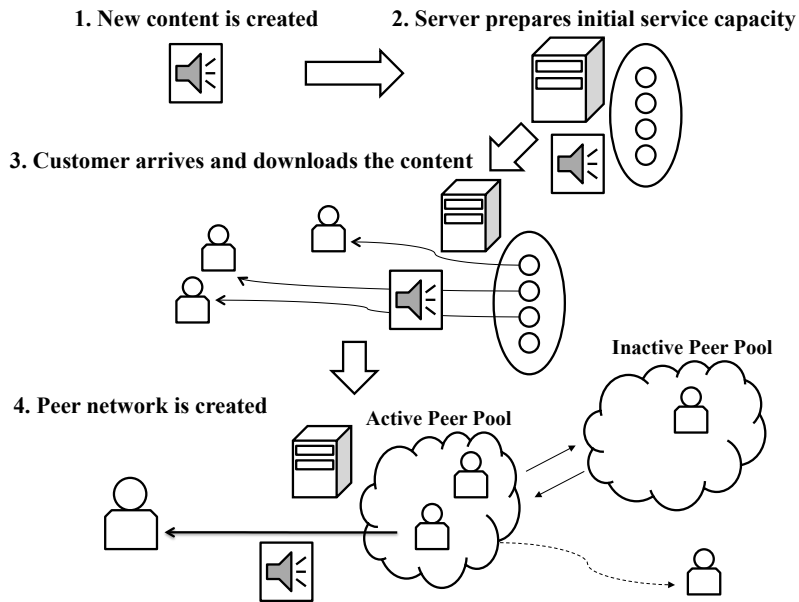 1. New content is created
2. Server prepares initial service capacity
3. Customer arrives and downloads the content
Inactive Peer Pool
4. Peer network is created
Active Peer Pool